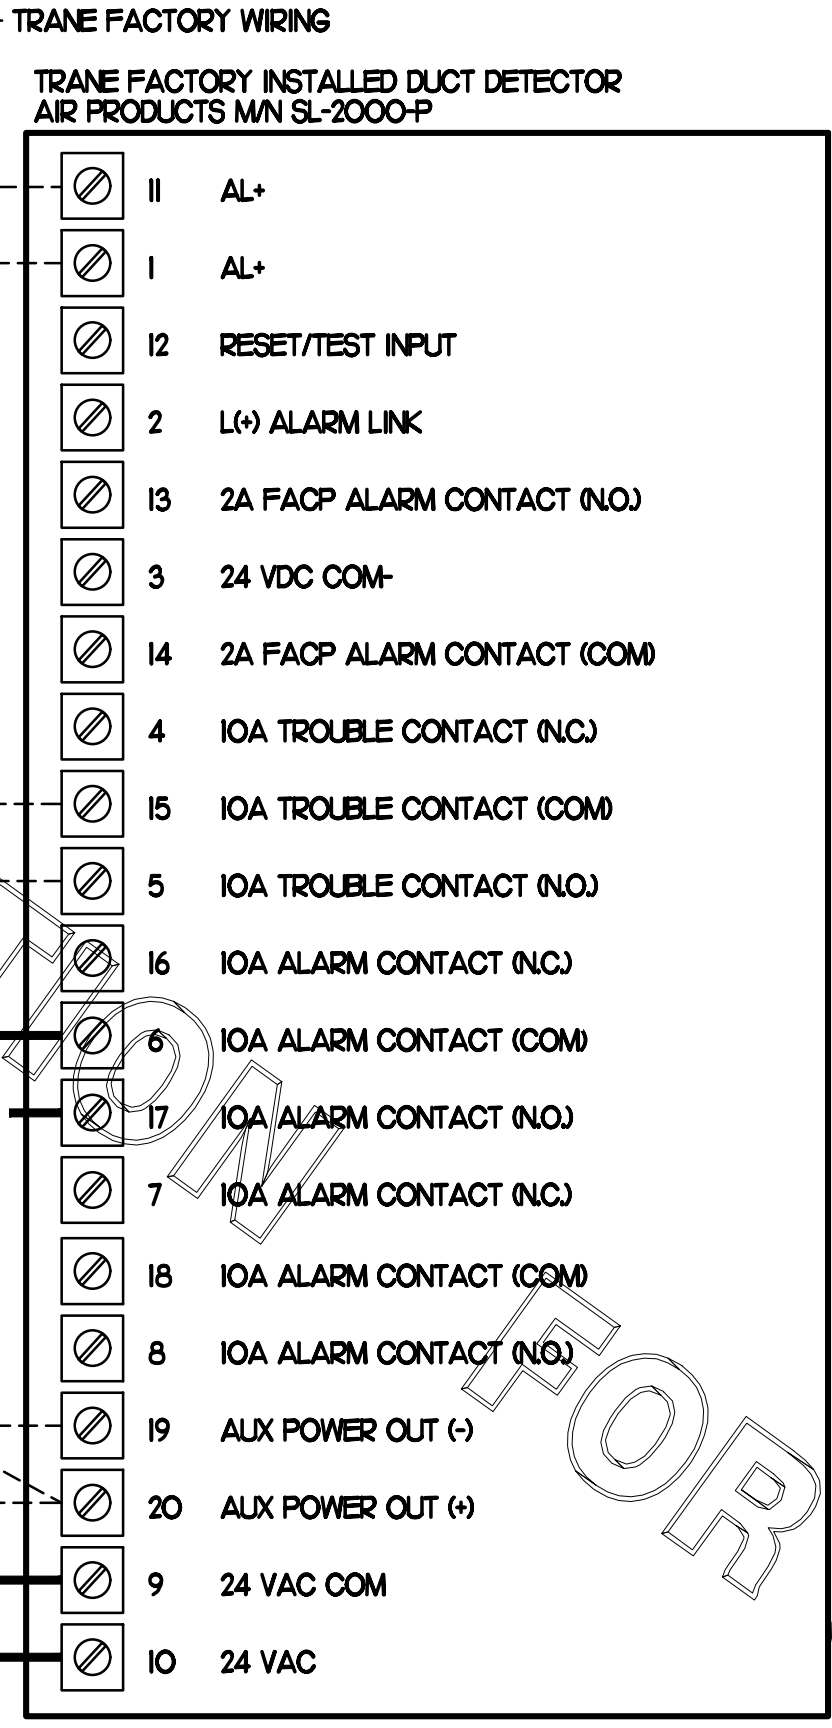 - TRANE FACTORY WIRING
TRANE FACTORY INSTALLED DUCT DETECTOR
AIR PRODUCTS M/N SL-2000-P
11 AL+
1 AL+
12 RESET/TEST INPUT
2 L(+) ALARM LINK
13 2A FACP ALARM CONTACT (N.O.)
3 24 VDC COM-
14 2A FACP ALARM CONTACT (COM)
4 10A TROUBLE CONTACT (N.C.)
15 10A TROUBLE CONTACT (COM)
5 10A TROUBLE CONTACT (N.O.)
16 10A ALARM CONTACT (N.C.)
6 10A ALARM CONTACT (COM)
17 10A ALARM CONTACT (N.O.)
7 10A ALARM CONTACT (N.C.)
18 10A ALARM CONTACT (COM)
8 10A ALARM CONTACT (N.O.)
19 AUX POWER OUT (-)
20 AUX POWER OUT (+)
9 24 VAC COM
10 24 VAC
TION FOR